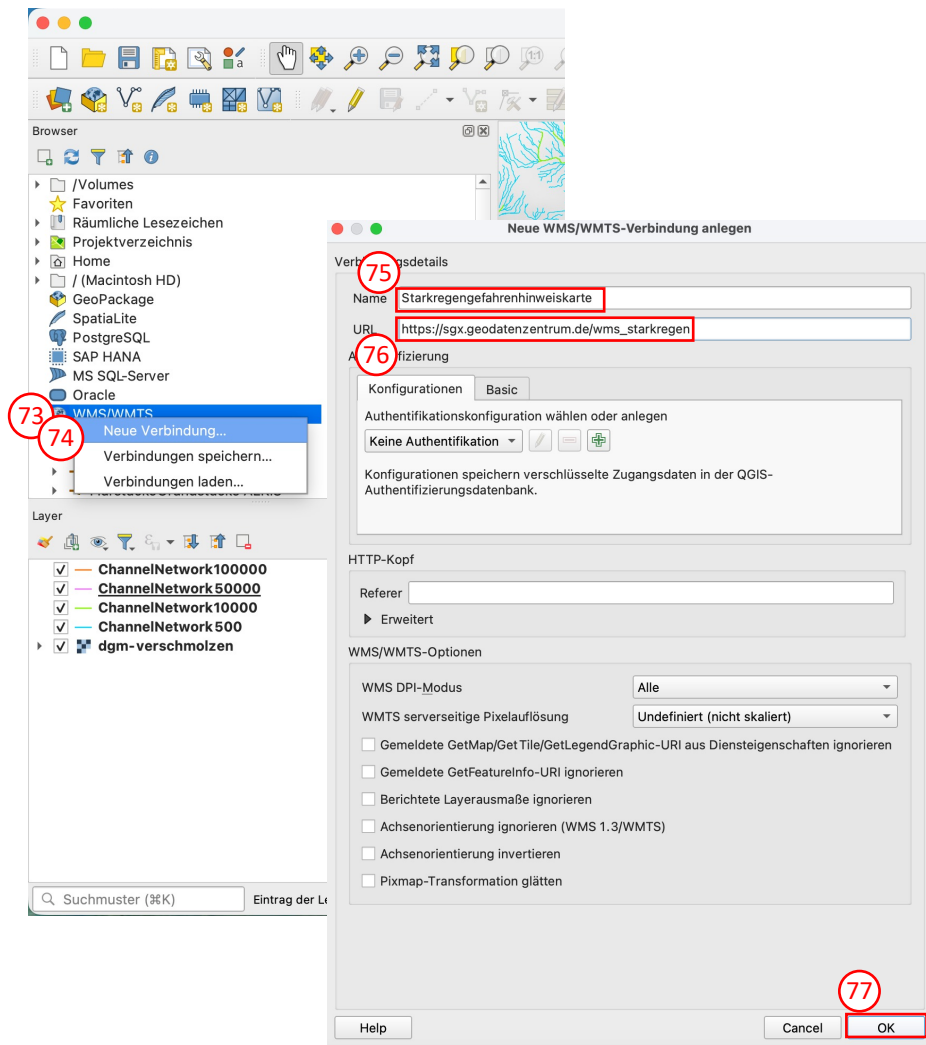 a
1:1
Browser
/Volumes
Favoriten
Räumliche Lesezeichen
Projektverzeichnis
Home
/ (Macintosh HD)
GeoPackage
SpatiaLite
PostgreSQL
SAP HANA
MS SQL-Server
Oracle
73 WMS/WMTS
74 Neue Verbindung...
Verbindungen speichern...
Verbindungen laden...
Layer
ChannelNetwork100000
ChannelNetwork50000
ChannelNetwork10000
ChannelNetwork500
dgm-verschmolzen
Suchmuster (⌘K)
Eintrag der
Neue WMS/WMTS-Verbindung anlegen
75
Name Starkregengefahrenhinweiskarte
URL https://sgx.geodatenzentrum.de/wms_starkregen
76
Konfigurationen Basic
Authentifikationskonfiguration wählen oder anlegen
Keine Authentifikation
Konfigurationen speichern verschlüsselte Zugangsdaten in der QGIS-
Authentifizierungsdatenbank.
HTTP-Kopf
Referer
Erweitert
WMS/WMTS-Optionen
WMS DPI-Modus Alle
WMTS serverseitige Pixelauflösung Undefiniert (nicht skaliert)
Gemeldete GetMap/GetTile/GetLegendGraphic-URI aus Diensteigenschaften ignorieren
Gemeldete GetFeatureInfo-URI ignorieren
Berichtete Layerausmaße ignorieren
Achsenorientierung ignorieren (WMS 1.3/WMTS)
Achsenorientierung invertieren
Pixmap-Transformation glätten
77
Help Cancel OK